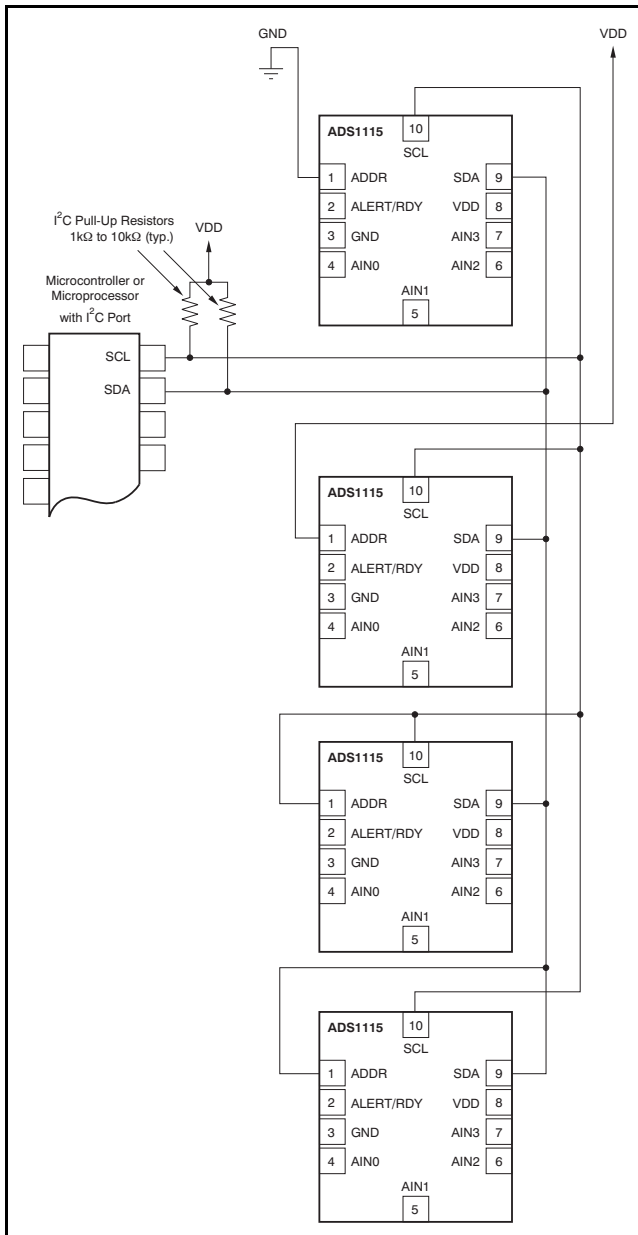 GND
VDD
ADS1115
10
SCL
1 ADDR SDA 9
2 ALERT/RDY VDD 8
3 GND AIN3 7
4 AIN0 AIN2 6
AIN1
5
I²C Pull-Up Resistors
1kΩ to 10kΩ (typ.)
VDD
Microcontroller or
Microprocessor
with I²C Port
SCL
SDA
ADS1115
10
SCL
1 ADDR SDA 9
2 ALERT/RDY VDD 8
3 GND AIN3 7
4 AIN0 AIN2 6
AIN1
5
ADS1115
10
SCL
1 ADDR SDA 9
2 ALERT/RDY VDD 8
3 GND AIN3 7
4 AIN0 AIN2 6
AIN1
5
ADS1115
10
SCL
1 ADDR SDA 9
2 ALERT/RDY VDD 8
3 GND AIN3 7
4 AIN0 AIN2 6
AIN1
5